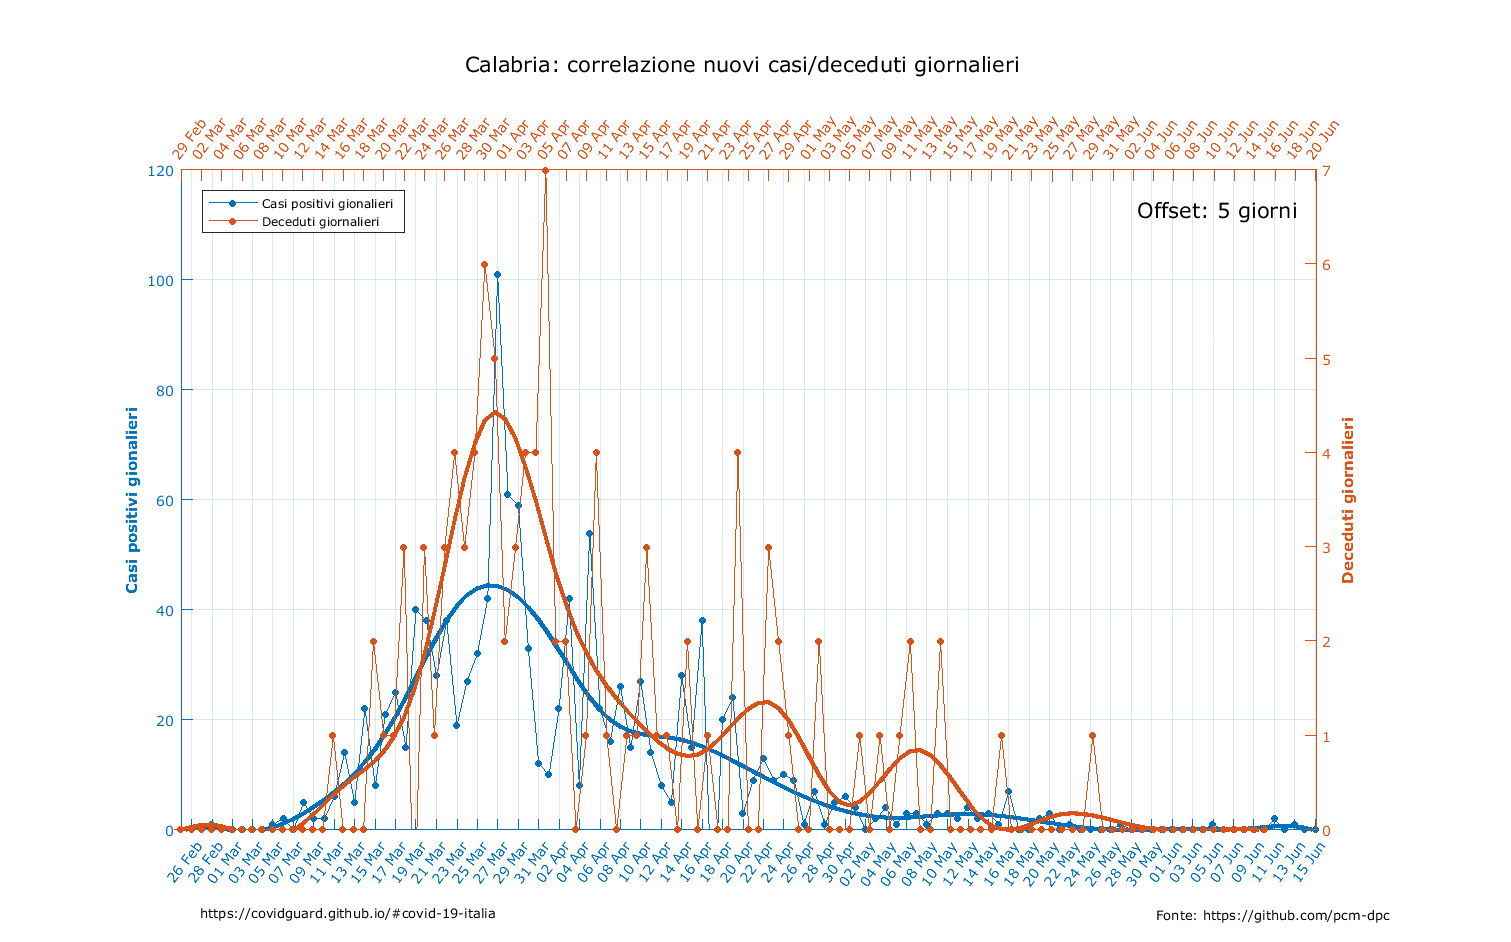 Calabria: correlazione nuovi casi/deceduti giornalieri
29 Feb
02 Mar
04 Mar
06 Mar
08 Mar
10 Mar
12 Mar
14 Mar
16 Mar
18 Mar
20 Mar
22 Mar
24 Mar
26 Mar
28 Mar
30 Mar
01 Apr
03 Apr
05 Apr
07 Apr
09 Apr
11 Apr
13 Apr
15 Apr
17 Apr
19 Apr
21 Apr
23 Apr
25 Apr
27 Apr
29 Apr
01 May
03 May
05 May
07 May
09 May
11 May
13 May
15 May
17 May
19 May
21 May
23 May
25 May
27 May
29 May
31 May
02 Jun
04 Jun
06 Jun
08 Jun
10 Jun
12 Jun
14 Jun
16 Jun
18 Jun
20 Jun
Casi positivi gionalieri
Deceduti giornalieri
Offset: 5 giorni
120
100
80
60
40
20
0
Casi positivi gionalieri
7
6
5
4
3
2
1
0
Deceduti giornalieri
26 Feb
28 Feb
01 Mar
03 Mar
05 Mar
07 Mar
09 Mar
11 Mar
13 Mar
15 Mar
17 Mar
19 Mar
21 Mar
23 Mar
25 Mar
27 Mar
29 Mar
31 Mar
02 Apr
04 Apr
06 Apr
08 Apr
10 Apr
12 Apr
14 Apr
16 Apr
18 Apr
20 Apr
22 Apr
24 Apr
26 Apr
28 Apr
30 Apr
02 May
04 May
06 May
08 May
10 May
12 May
14 May
16 May
18 May
20 May
22 May
24 May
26 May
28 May
30 May
01 Jun
03 Jun
05 Jun
07 Jun
09 Jun
11 Jun
13 Jun
15 Jun
https://covidguard.github.io/#covid-19-italia
Fonte: https://github.com/pcm-dpc